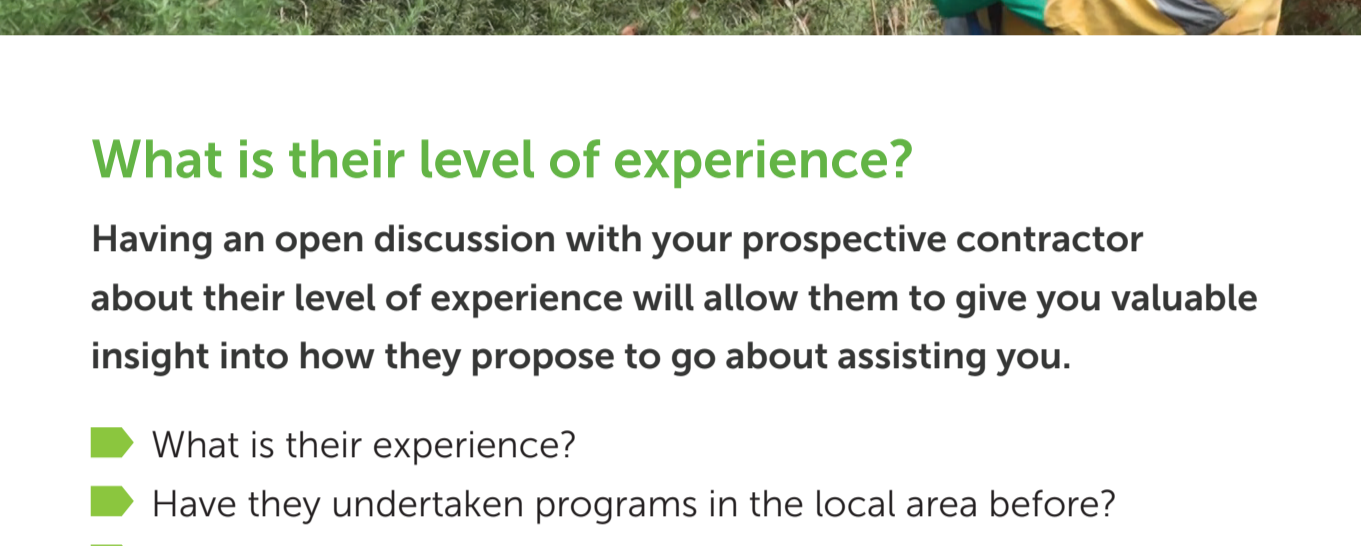 What is their level of experience?
Having an open discussion with your prospective contractor
about their level of experience will allow them to give you valuable
insight into how they propose to go about assisting you.
What is their experience?
Have they undertaken programs in the local area before?